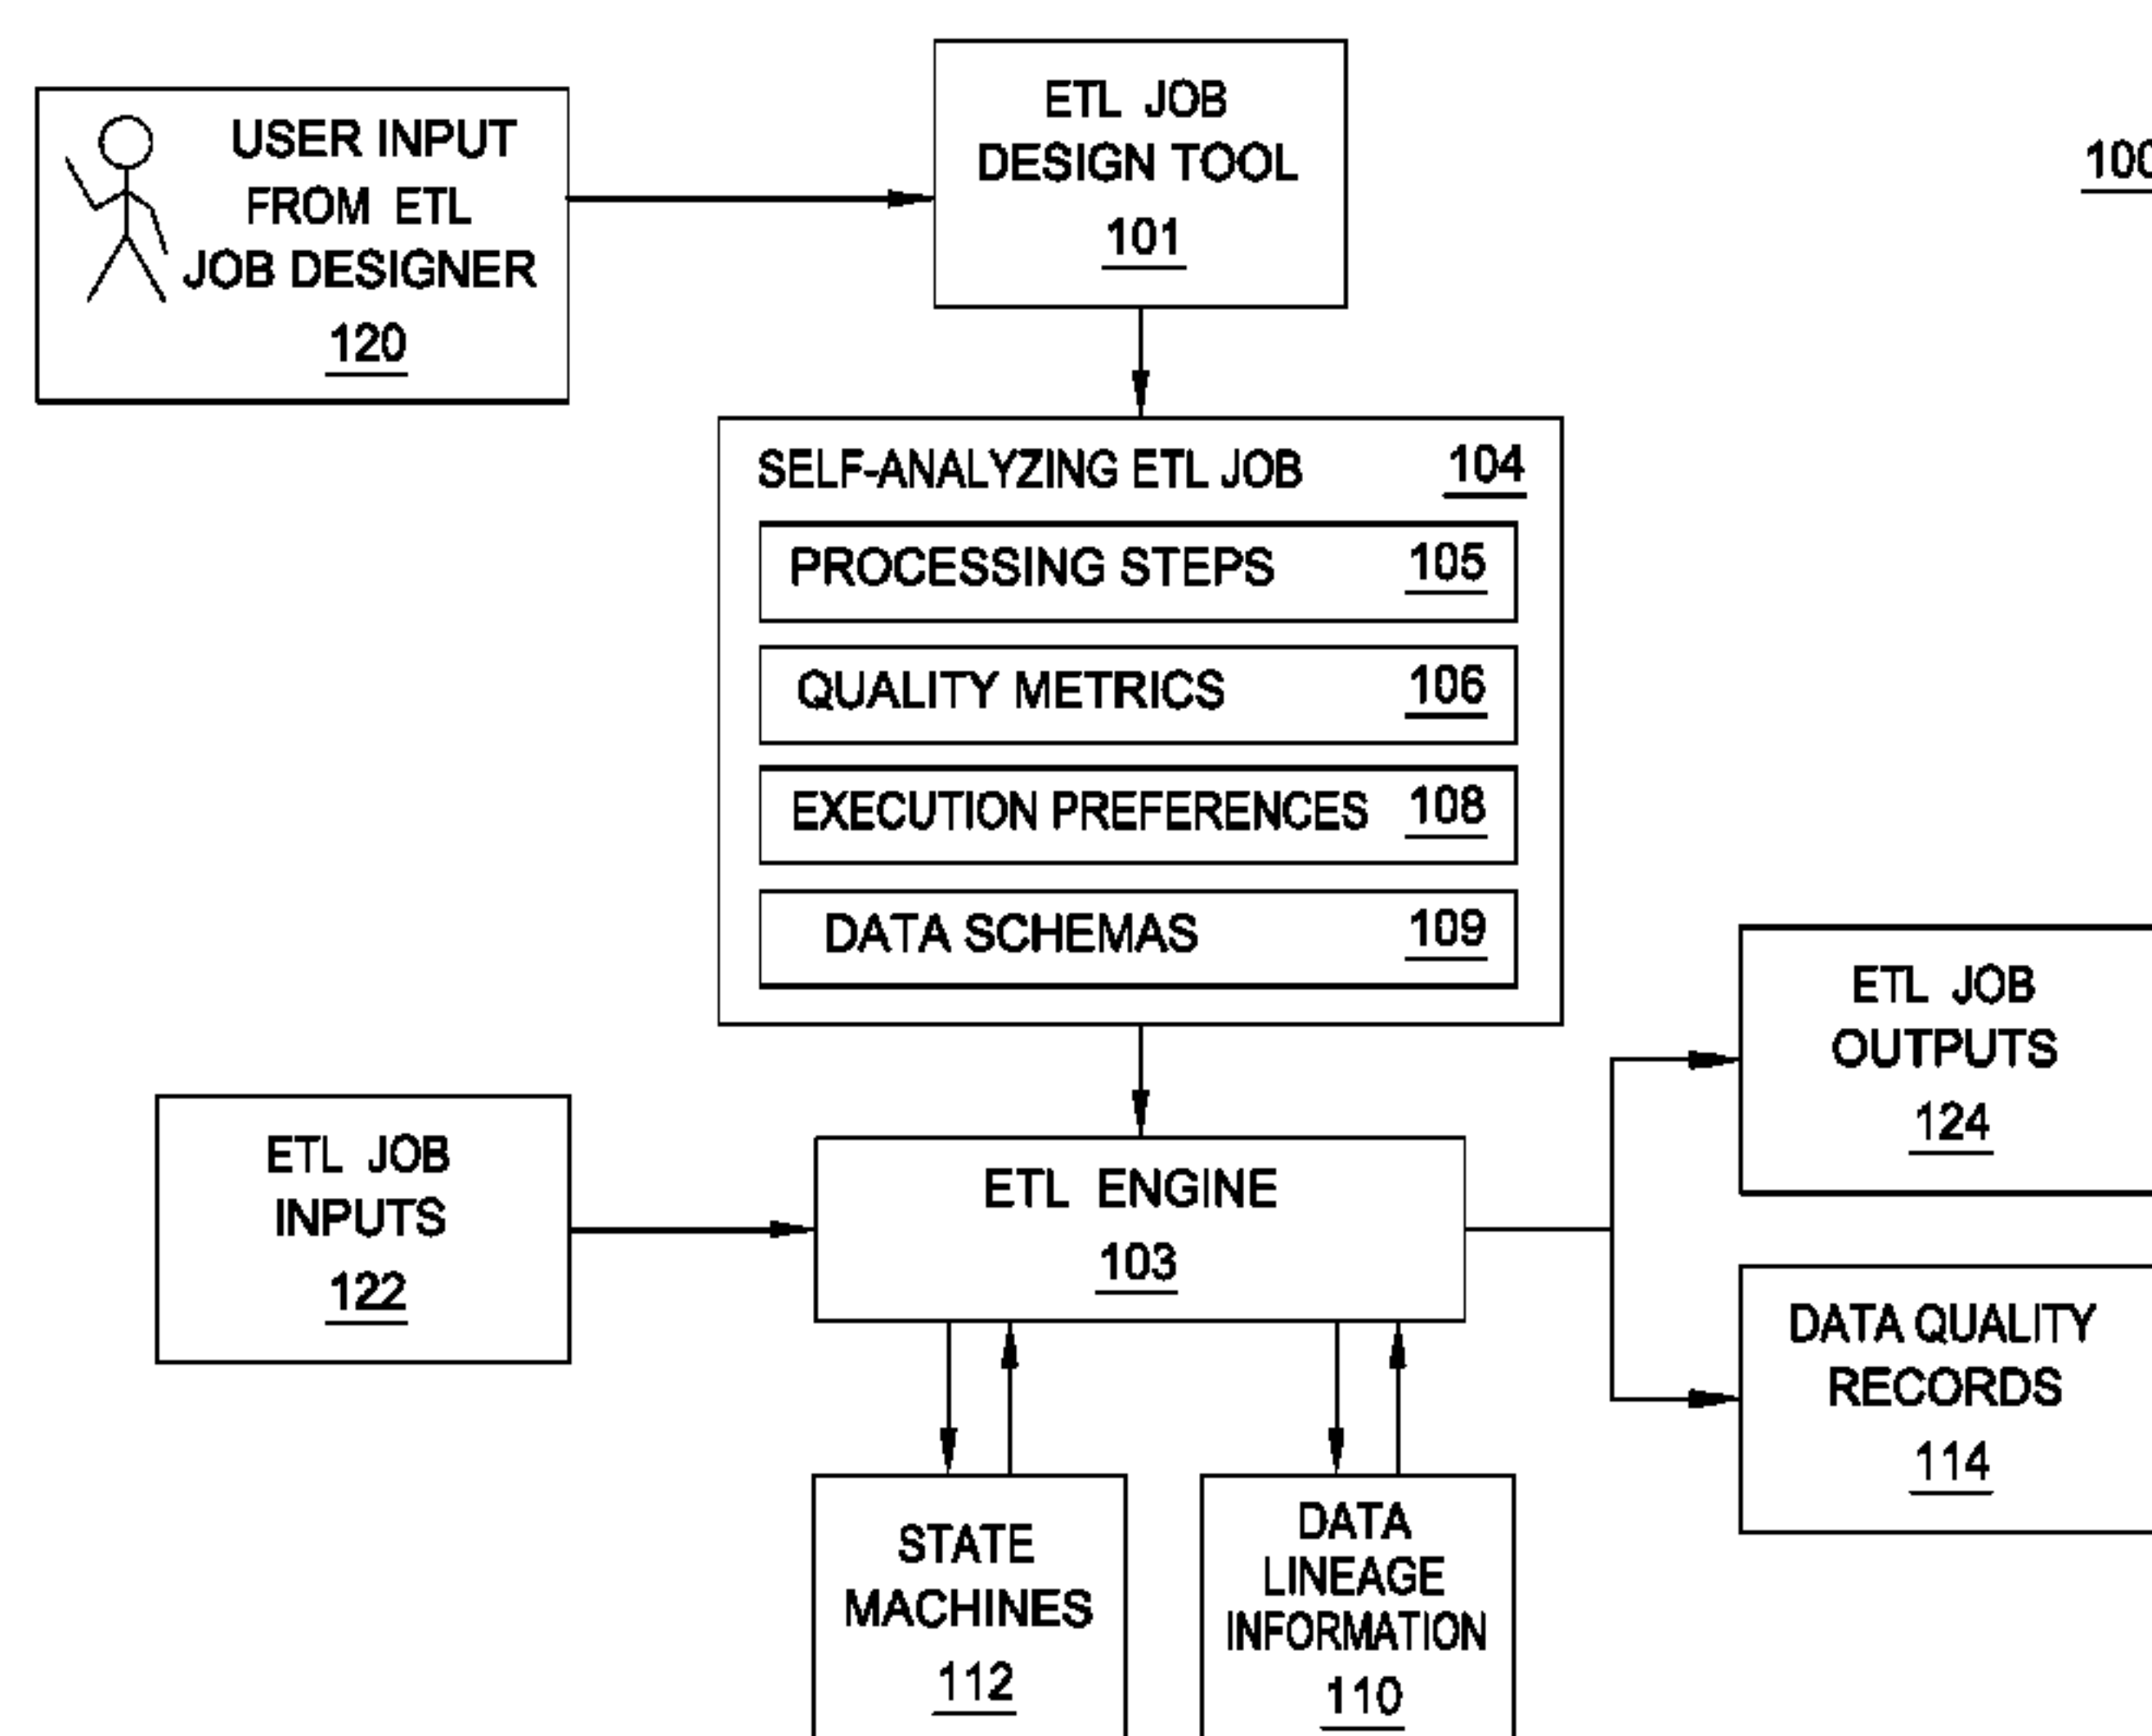 USER INPUT
FROM ETL
JOB DESIGNER
120
ETL JOB
DESIGN TOOL
101
100
SELF-ANALYZING ETL JOB 104
PROCESSING STEPS 105
QUALITY METRICS 106
EXECUTION PREFERENCES 108
DATA SCHEMAS 109
ETL JOB
INPUTS
122
ETL ENGINE
103
ETL JOB
OUTPUTS
124
DATA QUALITY
RECORDS
114
STATE
MACHINES
112
DATA
LINEAGE
INFORMATION
110